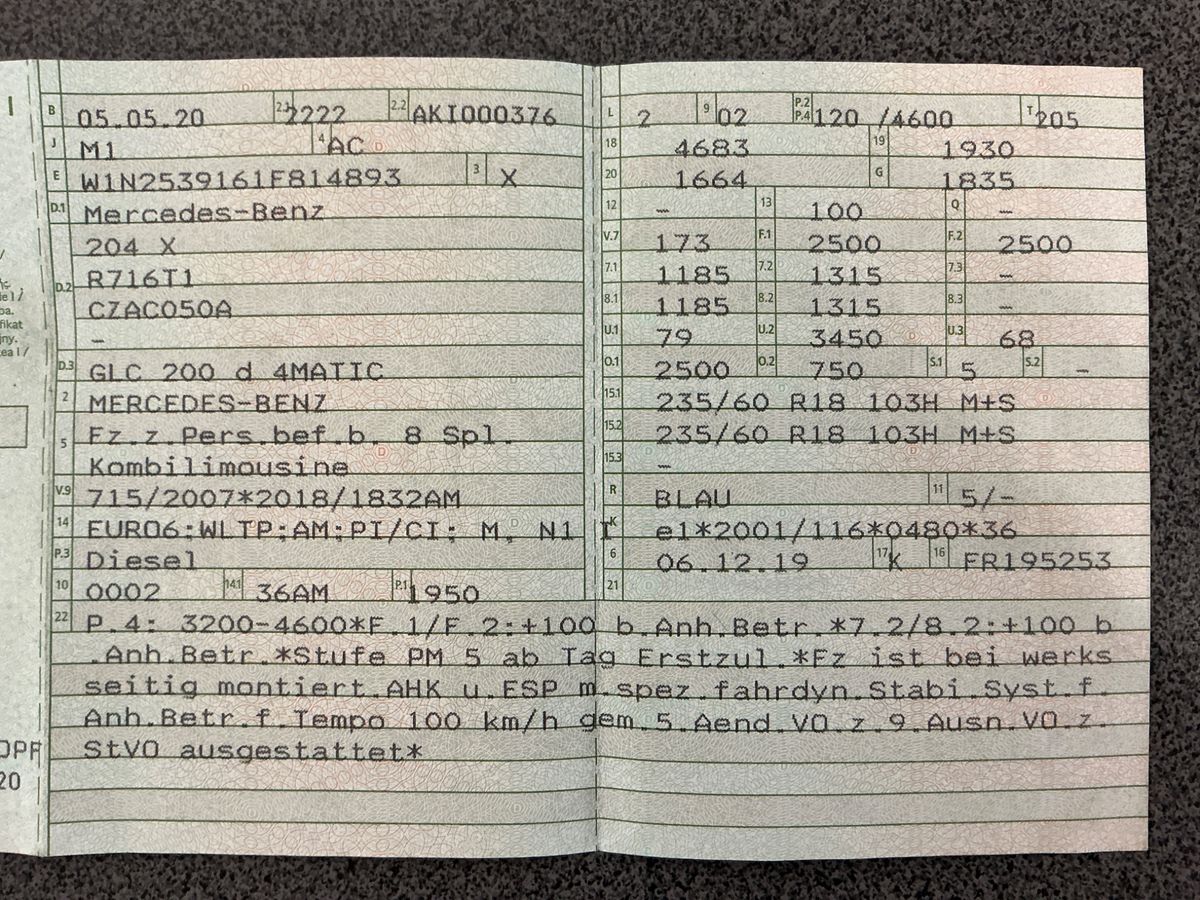 I
B 05.05.20 2.1 2222 2.2 AKI000376
J M1 4 AC
E W1N2539161F814893 3 X
D.1 Mercedes-Benz
204 X
D.2 R716T1
CZAC050A
–
D.3 GLC 200 d 4MATIC
2 MERCEDES-BENZ
5 Fz.z.Pers.bef.b. 8 Spl.
Kombilimousine
V.9 715/2007*2018/1832AM
14 EURO6;WLTP;AM;PI/CI; M, N1 I
P.3 Diesel
10 0002 14.1 36AM P.1 1950
L 2 9 02 P.2 P.4 120 /4600 T 205
18 4683 19 1930
20 1664 G 1835
12 – 13 100 Q –
V.7 173 F.1 2500 F.2 2500
7.1 1185 7.2 1315 7.3 –
8.1 1185 8.2 1315 8.3 –
U.1 79 U.2 3450 U.3 68
O.1 2500 O.2 750 S.1 5 S.2 –
15.1 235/60 R18 103H M+S
15.2 235/60 R18 103H M+S
15.3 –
R BLAU 11 5/–
K e1*2001/116*0480*36
6 06.12.19 17 K 16 FR195253
21
22 P.4: 3200-4600*F.1/F.2:+100 b.Anh.Betr.*7.2/8.2:+100 b
.Anh.Betr.*Stufe PM 5 ab Tag Erstzul.*Fz ist bei werks
seitig montiert.AHK u.ESP m.spez.fahrdyn.Stabi.Syst.f.
Anh.Betr.f.Tempo 100 km/h gem.5.Aend.VO.z.9.Ausn.VO.z.
StVO ausgestattet*
fikat
OPF
20